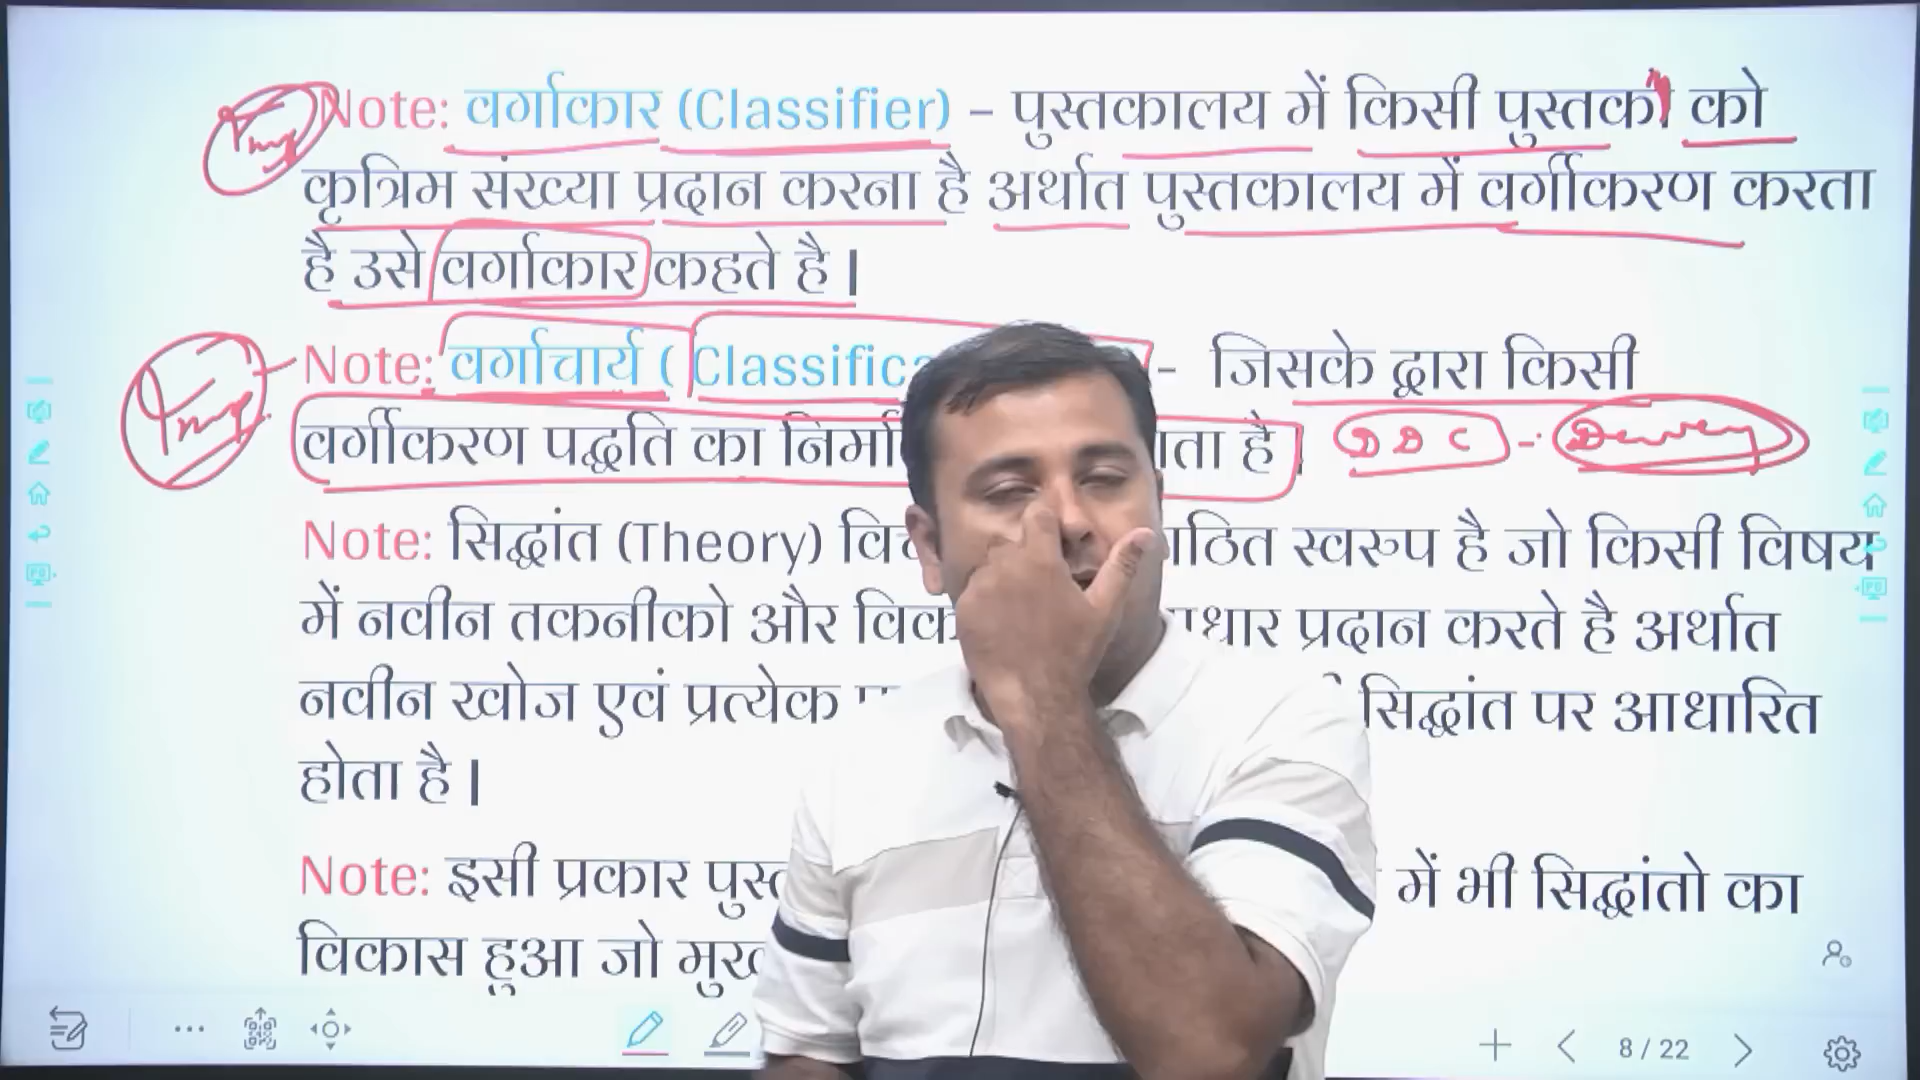 Note: वर्गाकार (Classifier) – पुस्तकालय में किसी पुस्तक को
कृत्रिम संख्या प्रदान करना है अर्थात पुस्तकालय में वर्गीकरण करता
है उसे वर्गाकार कहते है |
Note: वर्गाचार्य ( - जिसके द्वारा किसी
वर्गीकरण पद्धति का है | DDC - Dewey
Note: सिद्धांत (Theory) स्वरुप है जो किसी विषय
में नवीन तकनीको और प्रदान करते है अर्थात
नवीन खोज एवं प्रत्येक सिद्धांत पर आधारित
होता है |
Note: इसी प्रकार में भी सिद्धांतो का
विकास हुआ जो
8 / 22